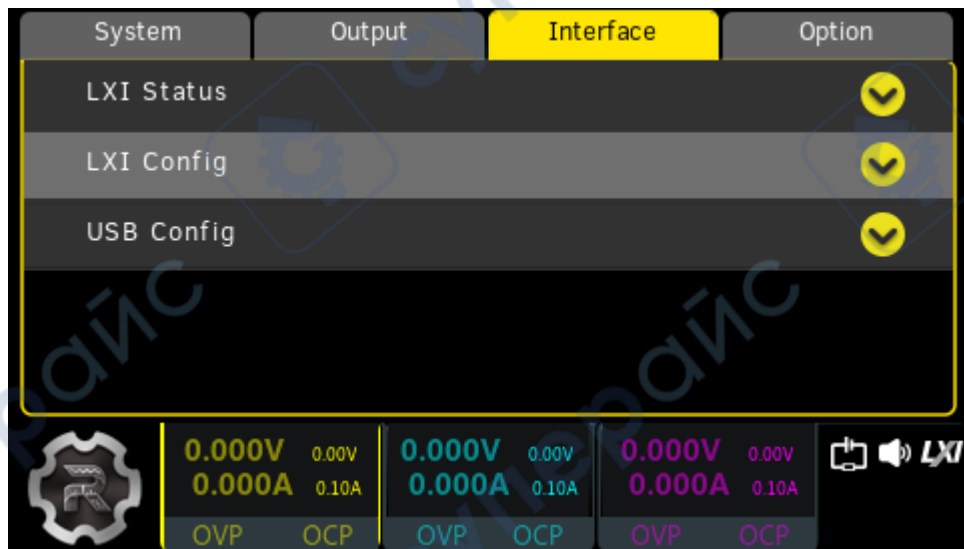 System Output Interface Option
LXI Status
LXI Config
USB Config
0.000V 0.00V 0.000V 0.00V 0.000V 0.00V LXI
0.000A 0.10A 0.000A 0.10A 0.000A 0.10A
R
OVP OCP OVP OCP OVP OCP